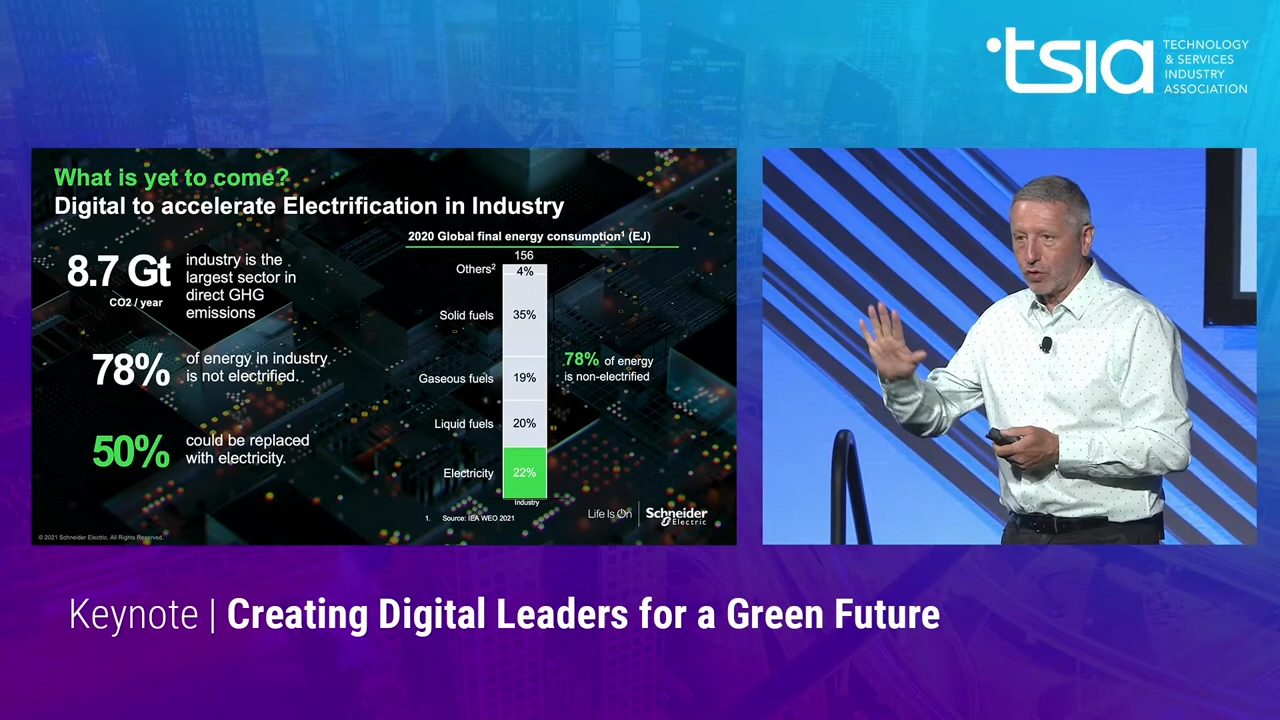 tsia
TECHNOLOGY
& SERVICES
INDUSTRY
ASSOCIATION
What is yet to come?
Digital to accelerate Electrification in Industry
8.7 Gt
CO2 / year
industry is the
largest sector in
direct GHG
emissions
78%
of energy in industry
is not electrified.
50%
could be replaced
with electricity.
2020 Global final energy consumption¹ (EJ)
156
Others² 4%
Solid fuels 35%
Gaseous fuels 19%
Liquid fuels 20%
Electricity 22%
Industry
78% of energy
is non-electrified
1. Source: IEA WEO 2021
Life Is On
Schneider
Electric
© 2021 Schneider Electric. All Rights Reserved.
Keynote | Creating Digital Leaders for a Green Future